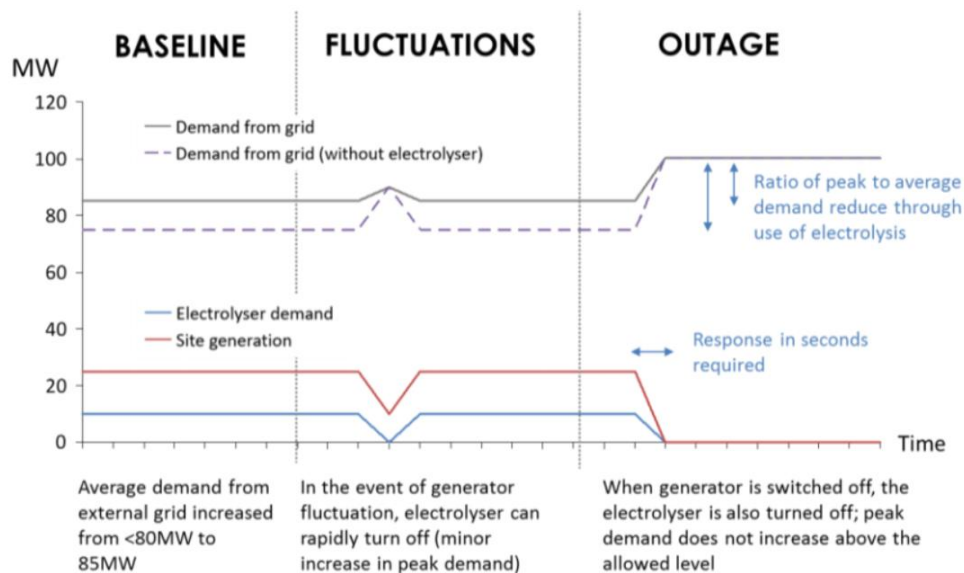 BASELINE
FLUCTUATIONS
OUTAGE
MW
120
100
80
60
40
20
0
Demand from grid
Demand from grid (without electrolyser)
Ratio of peak to average
demand reduce through
use of electrolysis
Electrolyser demand
Site generation
Response in seconds
required
Time
Average demand from
external grid increased
from <80MW to
85MW
In the event of generator
fluctuation, electrolyser can
rapidly turn off (minor
increase in peak demand)
When generator is switched off, the
electrolyser is also turned off; peak
demand does not increase above the
allowed level